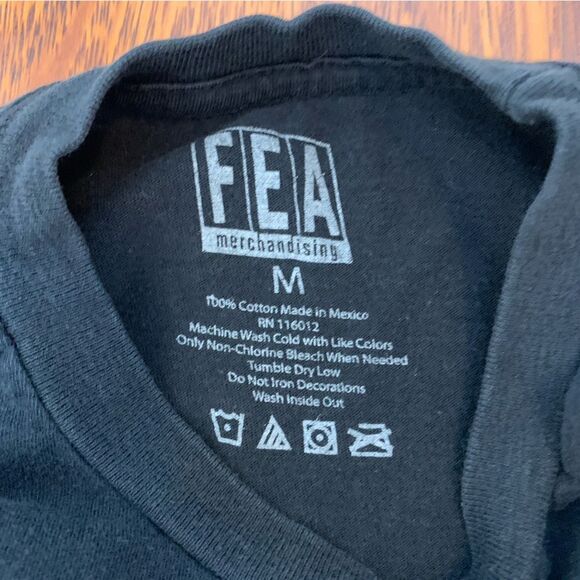 FEA
merchandising
M
100% Cotton Made in Mexico
RN 116012
Machine Wash Cold with Like Colors
Only Non-Chlorine Bleach When Needed
Tumble Dry Low
Do Not Iron Decorations
Wash Inside Out